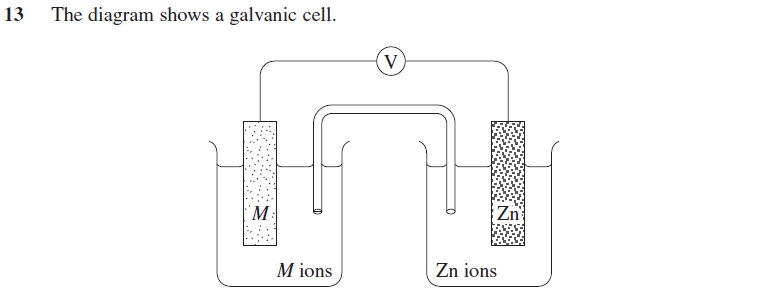 13 The diagram shows a galvanic cell.
V
M
Zn
M ions
Zn ions